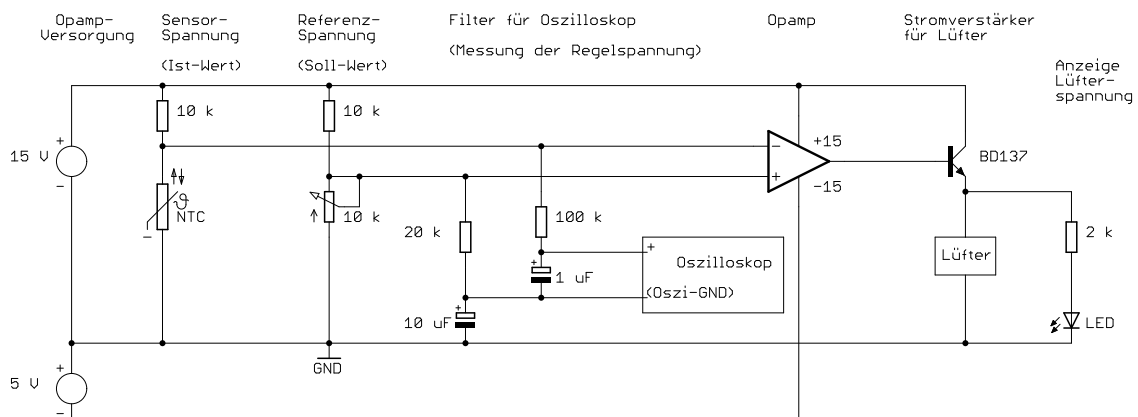 Opamp-
Versorgung
Sensor-
Spannung
(Ist-Wert)
Referenz-
Spannung
(Soll-Wert)
Filter für Oszilloskop
(Messung der Regelspannung)
Opamp
Stromverstärker
für Lüfter
Anzeige
Lüfter-
spannung
10 k
10 k
+
15 V
-
-
+
+15
-15
BD137
ϑ
NTC
-
10 k
20 k
100 k
2 k
+
Oszilloskop
(Oszi-GND)
+
1 uF
+
10 uF
Lüfter
LED
GND
+
5 V
-